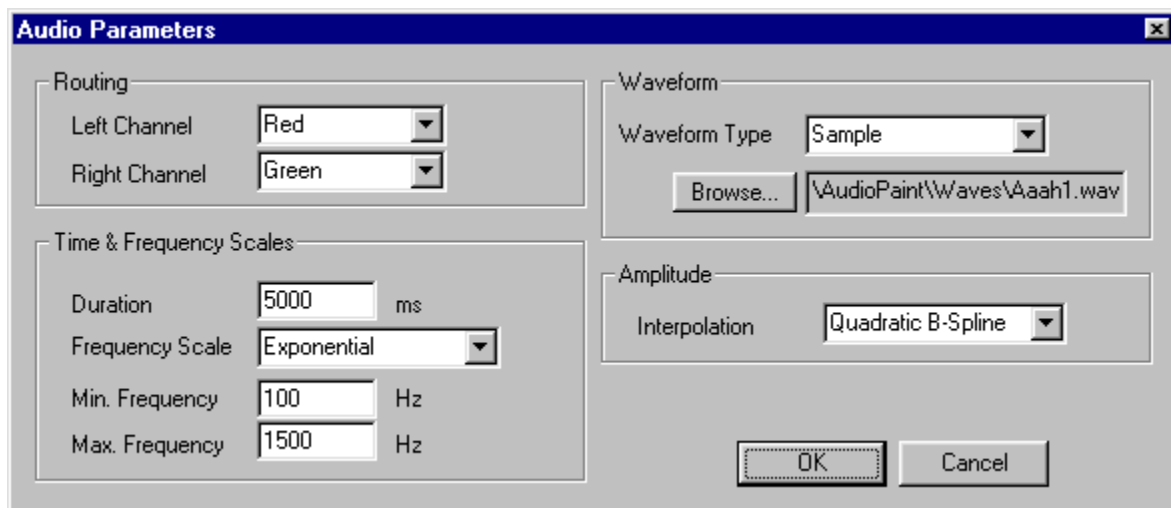 Audio Parameters
Routing
Left Channel Red
Right Channel Green
Time & Frequency Scales
Duration 5000 ms
Frequency Scale Exponential
Min. Frequency 100 Hz
Max. Frequency 1500 Hz
Waveform
Waveform Type Sample
Browse... \AudioPaint\Waves\Aaah1.wav
Amplitude
Interpolation Quadratic B-Spline
OK Cancel